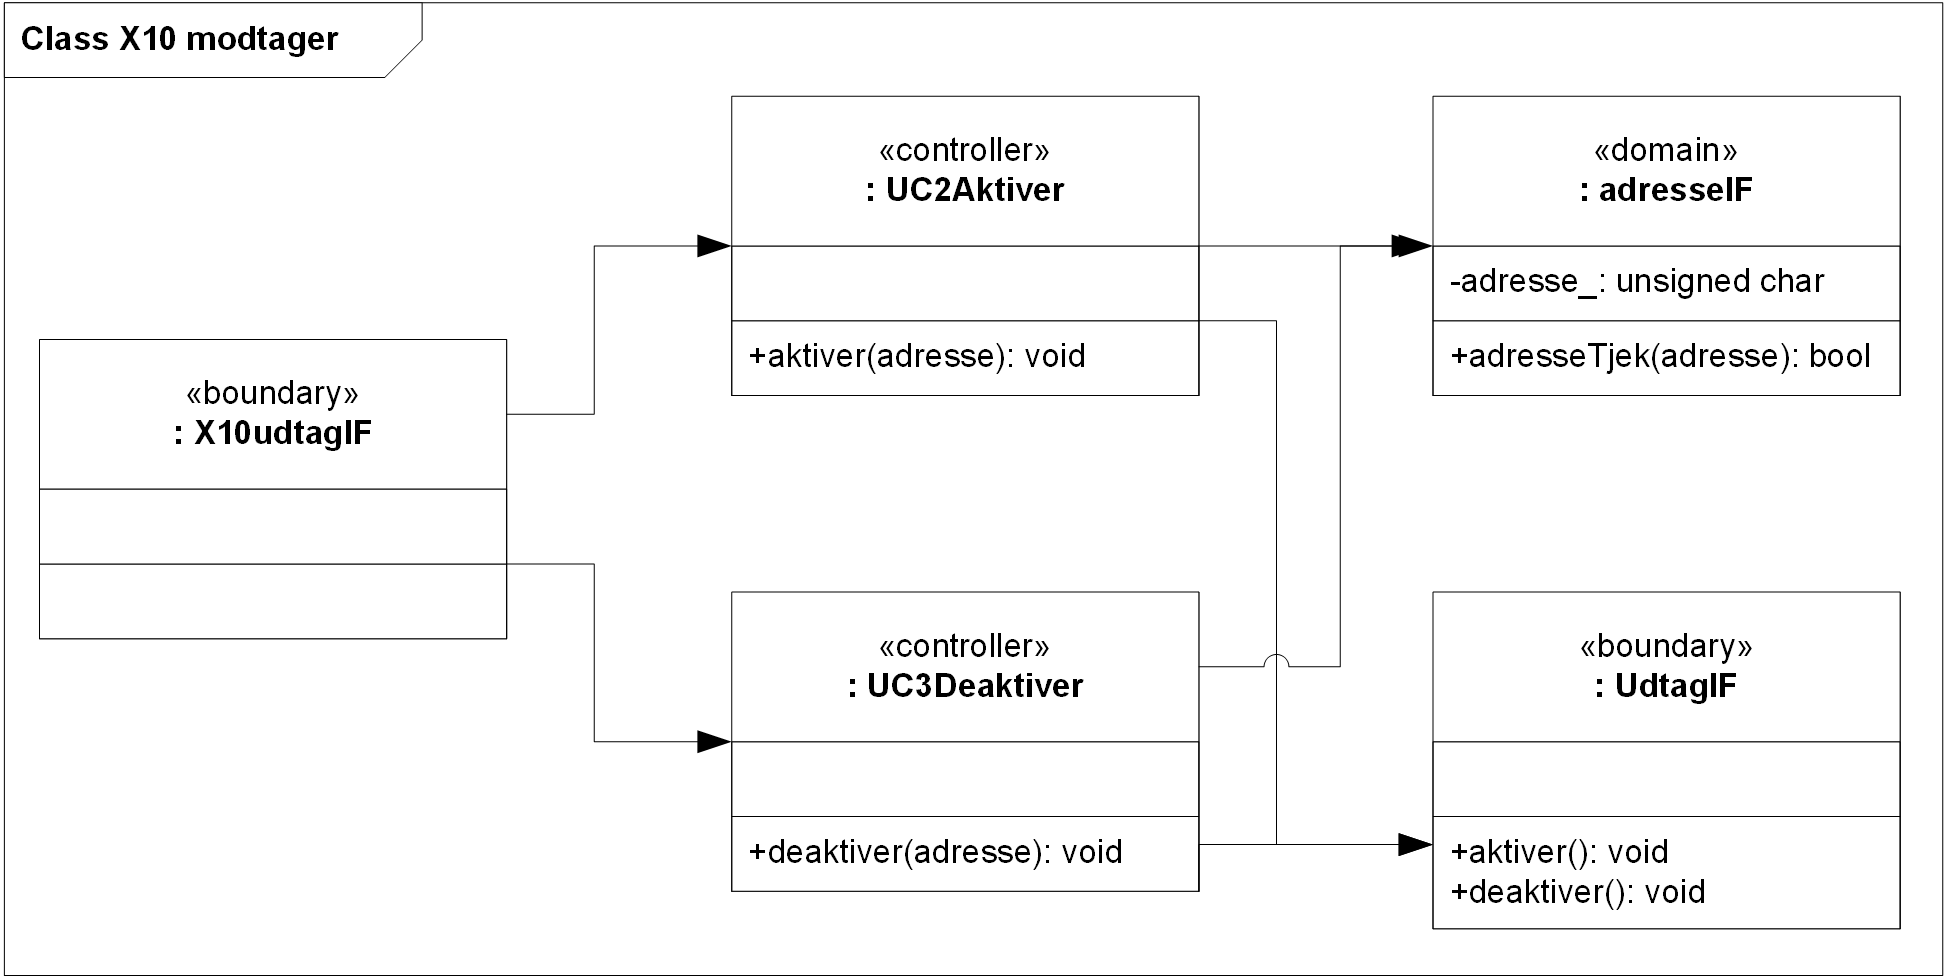 Class X10 modtager
«controller»
: UC2Aktiver
+aktiver(adresse): void
«domain»
: adresseIF
-adresse_: unsigned char
+adresseTjek(adresse): bool
«boundary»
: X10udtagIF
«controller»
: UC3Deaktiver
+deaktiver(adresse): void
«boundary»
: UdtagIF
+aktiver(): void
+deaktiver(): void